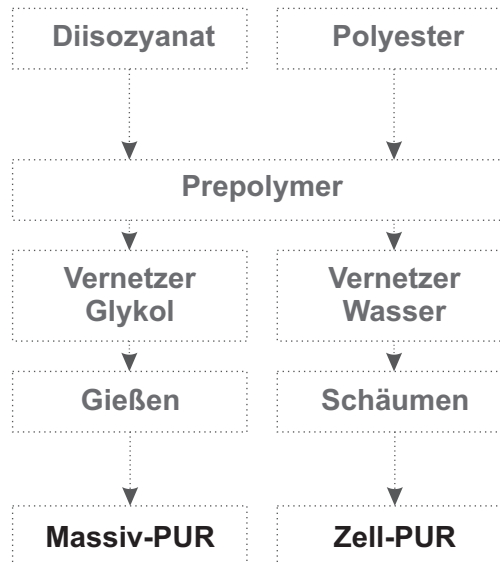 Diisozyanat
Polyester
Prepolymer
Vernetzer
Glykol
Vernetzer
Wasser
Gießen
Schäumen
Massiv-PUR
Zell-PUR